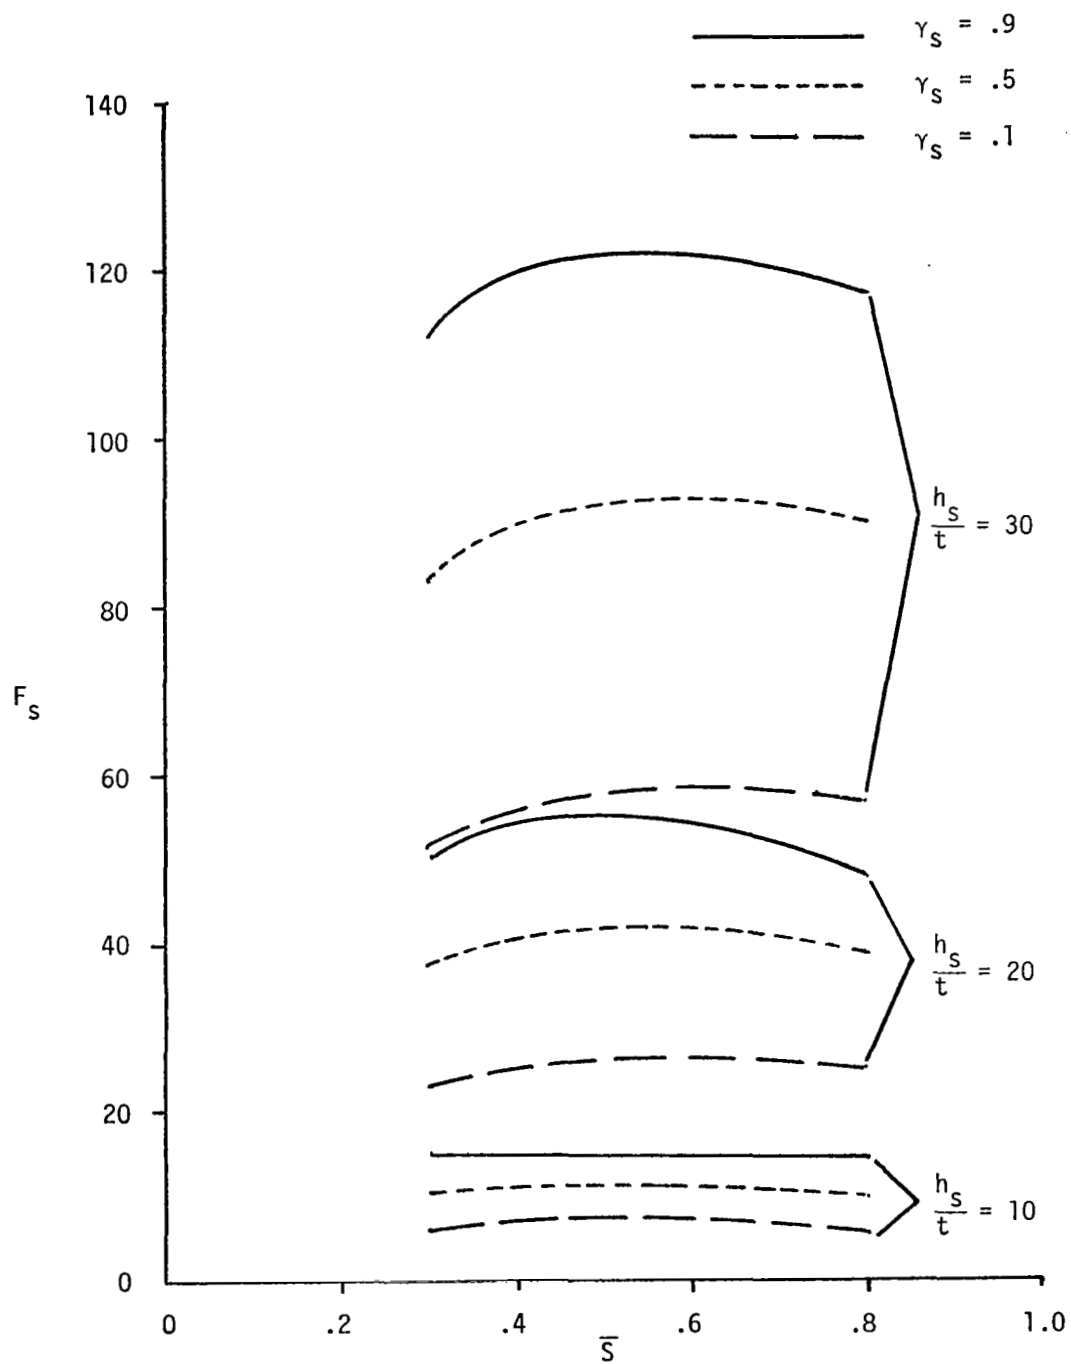 γs = .9
γs = .5
γs = .1
140
120
100
80
60
40
20
0
Fs
hs/t = 30
hs/t = 20
hs/t = 10
0 .2 .4 .6 .8 1.0
s̅